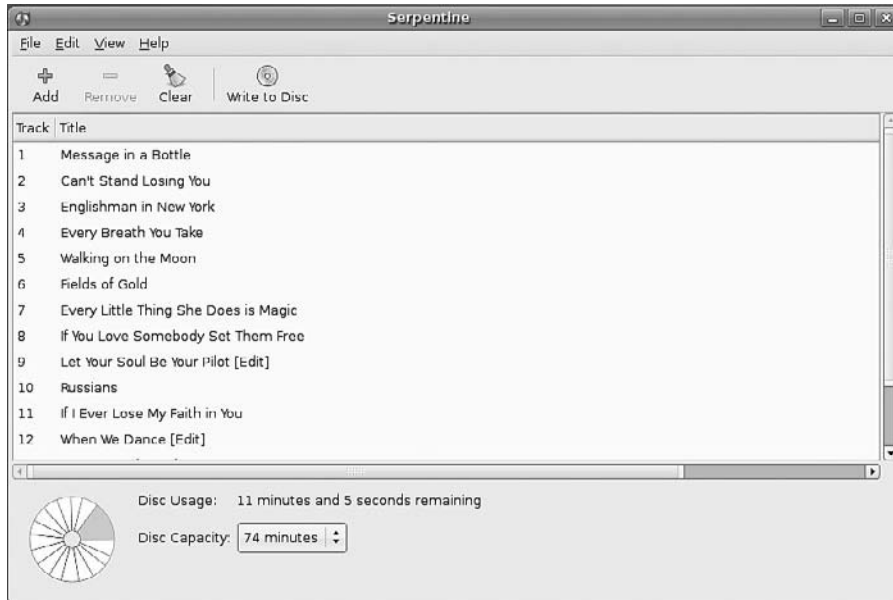 Serpentine
File Edit View Help
Add Remove Clear Write to Disc
Track Title
1 Message in a Bottle
2 Can't Stand Losing You
3 Englishman in New York
4 Every Breath You Take
5 Walking on the Moon
6 Fields of Gold
7 Every Little Thing She Does is Magic
8 If You Love Somebody Set Them Free
9 Let Your Soul Be Your Pilot [Edit]
10 Russians
11 If I Ever Lose My Faith in You
12 When We Dance [Edit]
Disc Usage: 11 minutes and 5 seconds remaining
Disc Capacity: 74 minutes